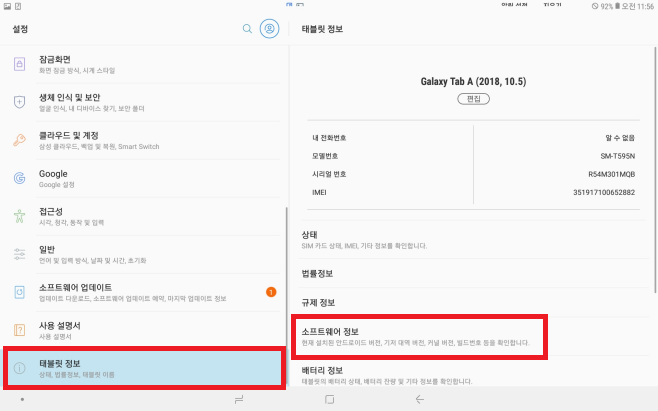 92% 오전 11:56
설정
잠금화면
화면 잠금 방식, 시계 스타일
생체 인식 및 보안
얼굴 인식, 내 디바이스 찾기, 보안 폴더
클라우드 및 계정
삼성 클라우드, 백업 및 복원, Smart Switch
Google
Google 설정
접근성
시각, 청각, 동작 및 입력
일반
언어 및 입력 방식, 날짜 및 시간, 초기화
소프트웨어 업데이트
업데이트 다운로드, 소프트웨어 업데이트 예약, 마지막 업데이트 정보
1
사용 설명서
사용 설명서
태블릿 정보
상태, 법률정보, 태블릿 이름
태블릿 정보
Galaxy Tab A (2018, 10.5)
편집
내 전화번호 알 수 없음
모델번호 SM-T595N
시리얼 번호 R54M301MQB
IMEI 351917100652882
상태
SIM 카드 상태, IMEI, 기타 정보를 확인합니다.
법률정보
규제 정보
소프트웨어 정보
현재 설치된 안드로이드 버전, 기저 대역 버전, 커널 버전, 빌드번호 등을 확인합니다.
배터리 정보
태블릿의 배터리 상태, 배터리 잔량 및 기타 정보를 확인합니다.